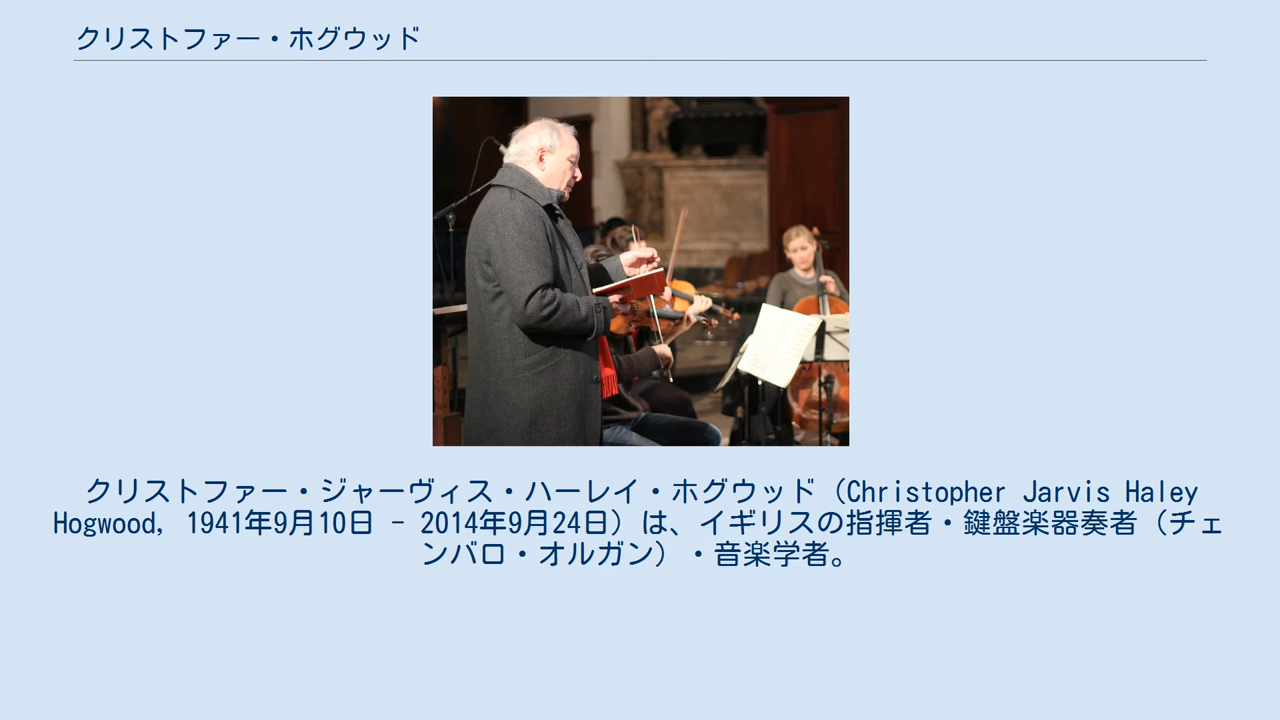 クリストファー・ホグウッド
クリストファー・ジャーヴィス・ハーレイ・ホグウッド（Christopher Jarvis Haley
Hogwood, 1941年9月10日 - 2014年9月24日）は、イギリスの指揮者・鍵盤楽器奏者（チェ
ンバロ・オルガン）・音楽学者。